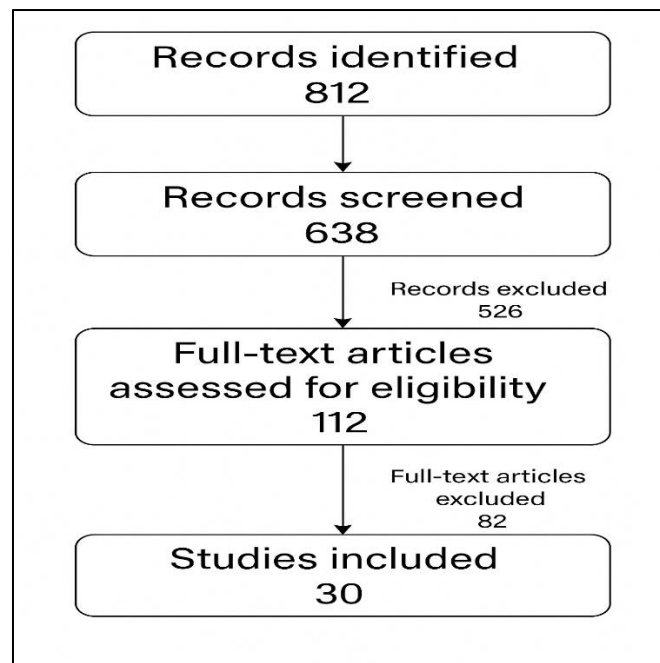 Records identified
812
Records screened
638
Records excluded
526
Full-text articles
assessed for eligibility
112
Full-text articles
excluded
82
Studies included
30